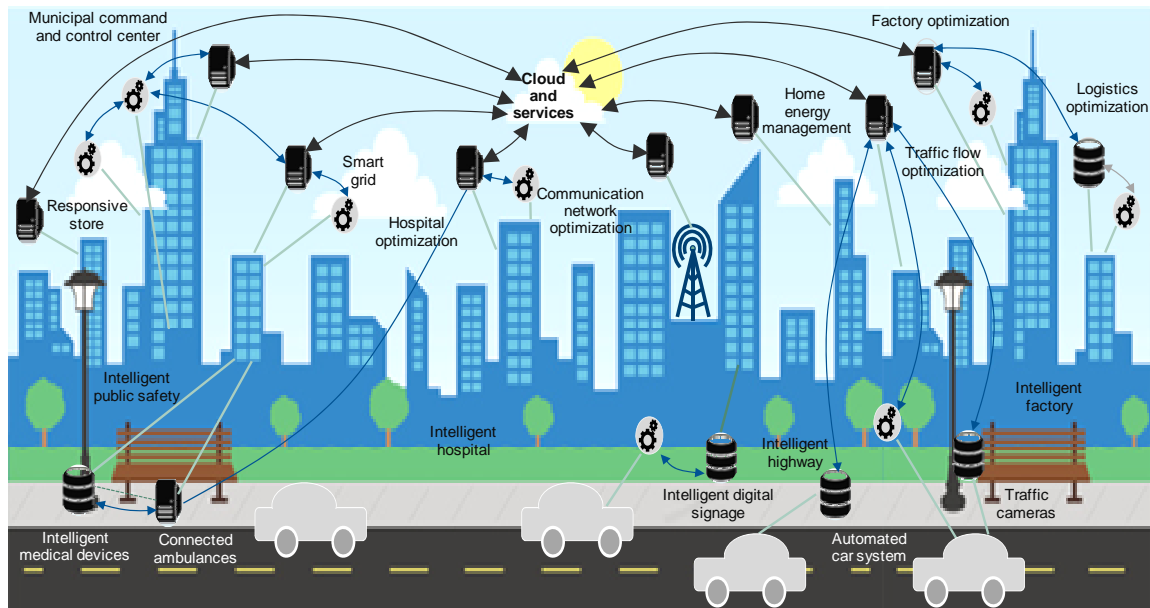 Municipal command
and control center
Factory optimization
Cloud
and
services
Home
energy
management
Logistics
optimization
Smart
grid
Traffic flow
optimization
Responsive
store
Hospital
optimization
Communication
network
optimization
Intelligent
public safety
Intelligent
factory
Intelligent
hospital
Intelligent
highway
Intelligent digital
signage
Traffic
cameras
Intelligent
medical devices
Connected
ambulances
Automated
car system